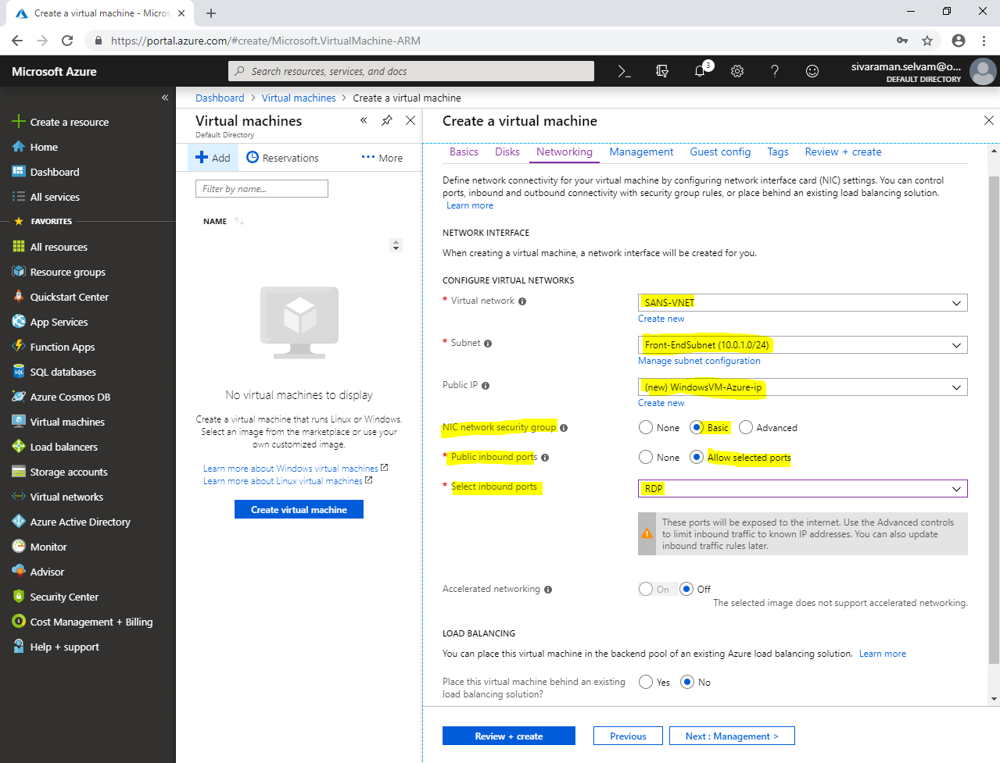 Create a virtual machine - Micros
https://portal.azure.com/#create/Microsoft.VirtualMachine-ARM
Microsoft Azure
Search resources, services, and docs
3
sivaraman.selvam@o...
DEFAULT DIRECTORY
Create a resource
Home
Dashboard
All services
FAVORITES
All resources
Resource groups
Quickstart Center
App Services
Function Apps
SQL databases
Azure Cosmos DB
Virtual machines
Load balancers
Storage accounts
Virtual networks
Azure Active Directory
Monitor
Advisor
Security Center
Cost Management + Billing
Help + support
Dashboard > Virtual machines > Create a virtual machine
Virtual machines
Default Directory
Add
Reservations
More
Filter by name...
NAME
No virtual machines to display
Create a virtual machine that runs Linux or Windows.
Select an image from the marketplace or use your
own customized image.
Learn more about Windows virtual machines
Learn more about Linux virtual machines
Create virtual machine
Create a virtual machine
Basics Disks Networking Management Guest config Tags Review + create
Define network connectivity for your virtual machine by configuring network interface card (NIC) settings. You can control
ports, inbound and outbound connectivity with security group rules, or place behind an existing load balancing solution.
Learn more
NETWORK INTERFACE
When creating a virtual machine, a network interface will be created for you.
CONFIGURE VIRTUAL NETWORKS
* Virtual network
SANS-VNET
Create new
* Subnet
Front-EndSubnet (10.0.1.0/24)
Manage subnet configuration
Public IP
(new) WindowsVM-Azure-ip
Create new
NIC network security group
None Basic Advanced
* Public inbound ports
None Allow selected ports
* Select inbound ports
RDP
These ports will be exposed to the internet. Use the Advanced controls
to limit inbound traffic to known IP addresses. You can also update
inbound traffic rules later.
Accelerated networking
On Off
The selected image does not support accelerated networking.
LOAD BALANCING
You can place this virtual machine in the backend pool of an existing Azure load balancing solution. Learn more
Place this virtual machine behind an existing
load balancing solution?
Yes No
Review + create
Previous
Next : Management >